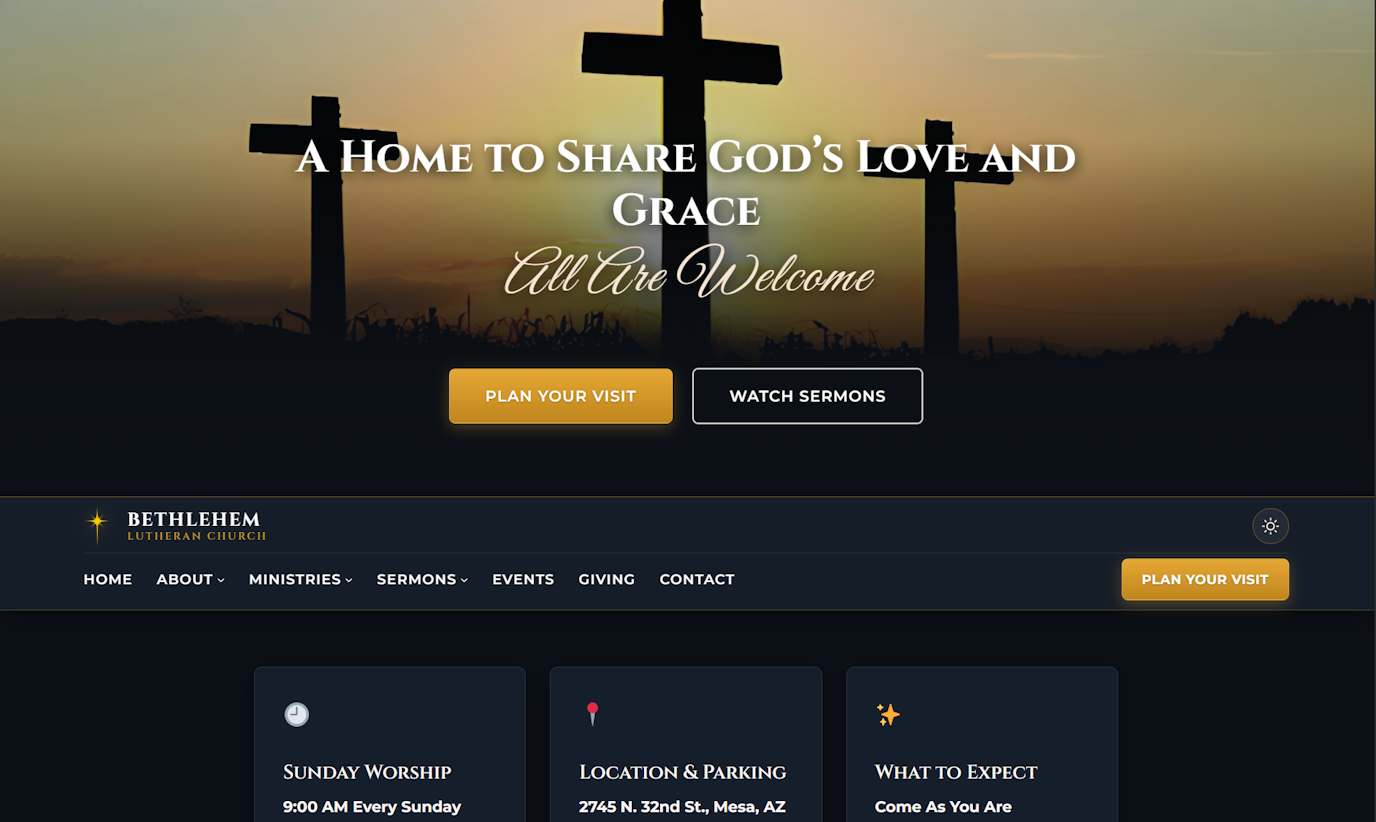 A Home to Share God's Love and
Grace
All Are Welcome
PLAN YOUR VISIT
WATCH SERMONS
BETHLEHEM
LUTHERAN CHURCH
HOME
ABOUT
MINISTRIES
SERMONS
EVENTS
GIVING
CONTACT
PLAN YOUR VISIT
Sunday Worship
9:00 AM Every Sunday
Location & Parking
2745 N. 32nd St., Mesa, AZ
What to Expect
Come As You Are